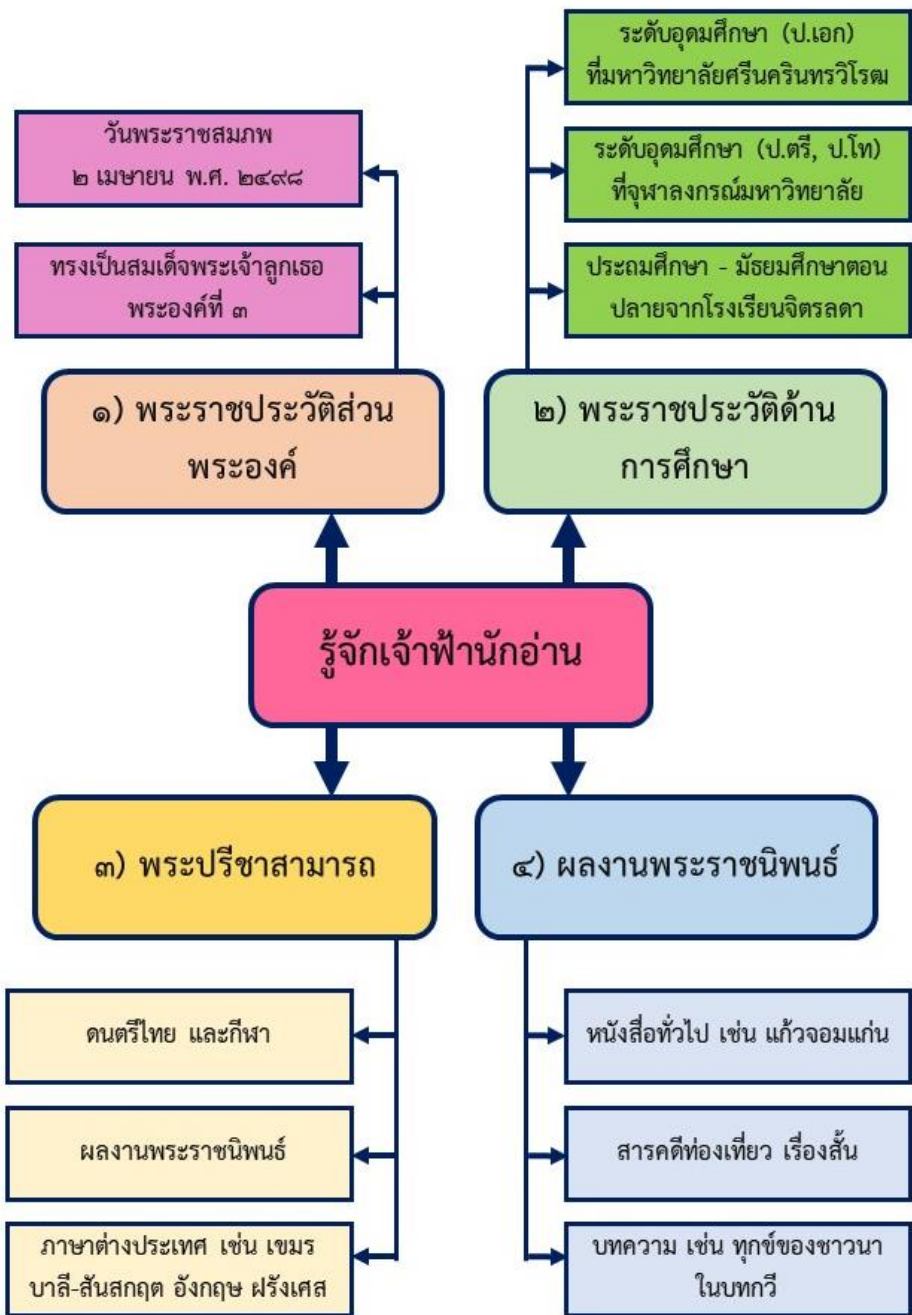 ระดับอุดมศึกษา (ป.เอก)
ที่มหาวิทยาลัยศรีนครินทรวิโรฒ
วันพระราชสมภพ
๒ เมษายน พ.ศ. ๒๔๙๘
ระดับอุดมศึกษา (ป.ตรี, ป.โท)
ที่จุฬาลงกรณ์มหาวิทยาลัย
ทรงเป็นสมเด็จพระเจ้าลูกเธอ
พระองค์ที่ ๓
ประถมศึกษา - มัธยมศึกษาตอน
ปลายจากโรงเรียนจิตรลดา
๑) พระราชประวัติส่วน
พระองค์
๒) พระราชประวัติด้าน
การศึกษา
รู้จักเจ้าฟ้านักอ่าน
๓) พระปรีชาสามารถ
๔) ผลงานพระราชนิพนธ์
ดนตรีไทย และกีฬา
ผลงานพระราชนิพนธ์
ภาษาต่างประเทศ เช่น เขมร
บาลี-สันสกฤต อังกฤษ ฝรั่งเศส
หนังสือทั่วไป เช่น แก้วจอมแก่น
สารคดีท่องเที่ยว เรื่องสั้น
บทความ เช่น ทุกข์ของชาวนา
ในบทกวี